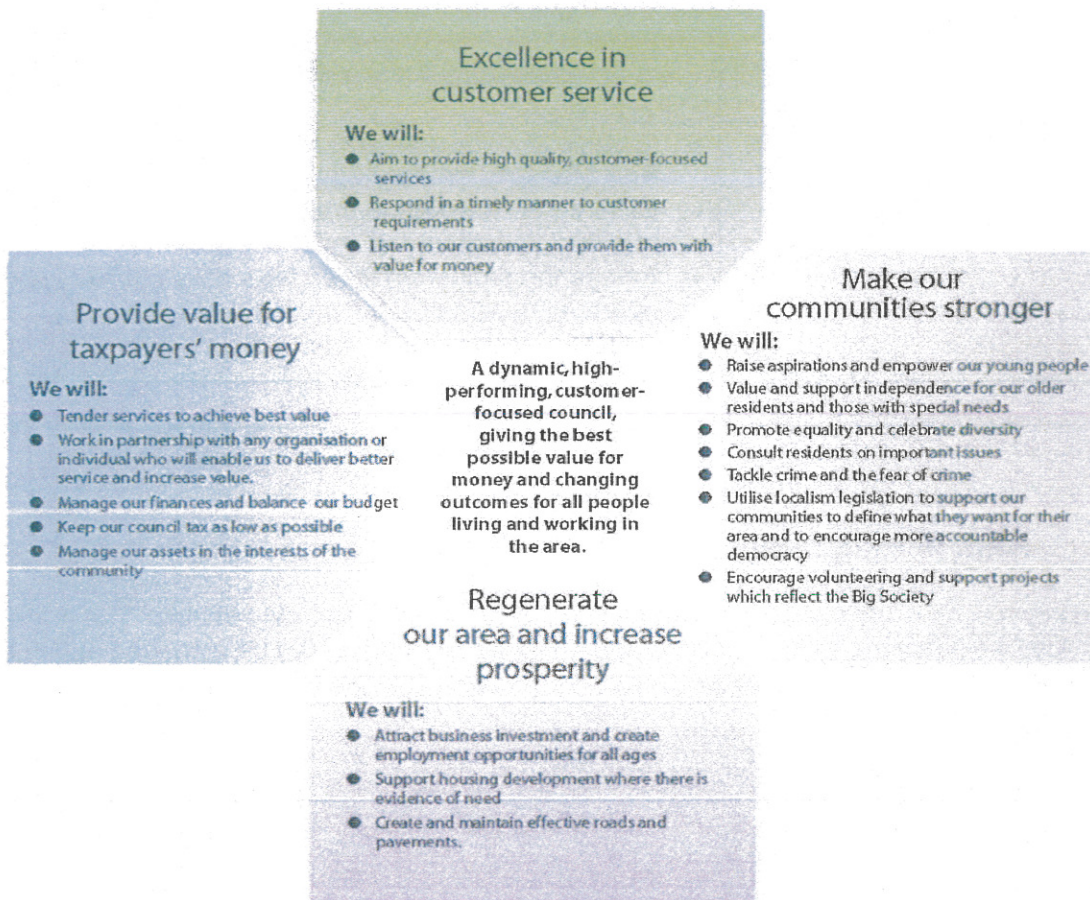 Excellence in
customer service
We will:
● Aim to provide high quality, customer-focused
services
● Respond in a timely manner to customer
requirements
● Listen to our customers and provide them with
value for money
Provide value for
taxpayers' money
We will:
● Tender services to achieve best value
● Work in partnership with any organisation or
individual who will enable us to deliver better
service and increase value.
● Manage our finances and balance our budget
● Keep our council tax as low as possible
● Manage our assets in the interests of the
community
A dynamic, high-
performing, customer-
focused council,
giving the best
possible value for
money and changing
outcomes for all people
living and working in
the area.
Make our
communities stronger
We will:
● Raise aspirations and empower our young people
● Value and support independence for our older
residents and those with special needs
● Promote equality and celebrate diversity
● Consult residents on important issues
● Tackle crime and the fear of crime
● Utilise localism legislation to support our
communities to define what they want for their
area and to encourage more accountable
democracy
● Encourage volunteering and support projects
which reflect the Big Society
Regenerate
our area and increase
prosperity
We will:
● Attract business investment and create
employment opportunities for all ages
● Support housing development where there is
evidence of need
● Create and maintain effective roads and
pavements.